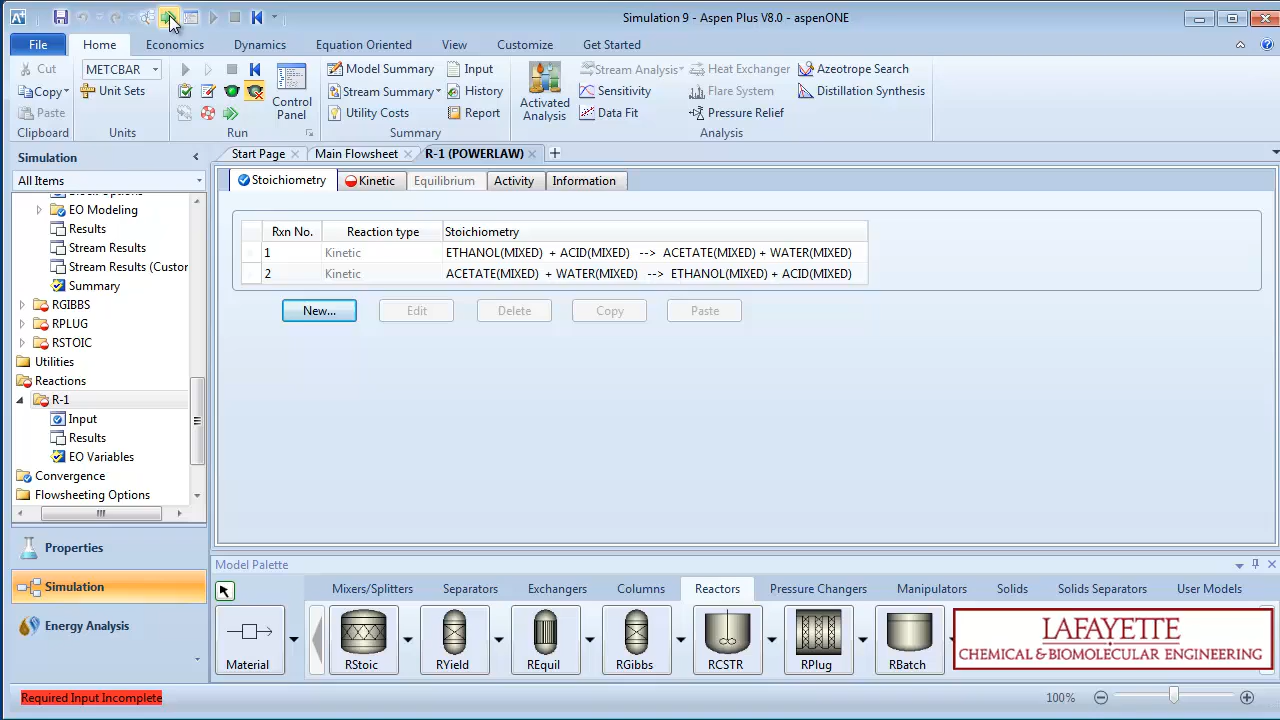 Simulation 9 - Aspen Plus V8.0 - aspenONE
File Home Economics Dynamics Equation Oriented View Customize Get Started
Cut METCBAR Model Summary Input Stream Analysis Heat Exchanger Azeotrope Search
Copy Unit Sets Stream Summary History Sensitivity Flare System Distillation Synthesis
Paste Control Panel Utility Costs Report Activated Analysis Data Fit Pressure Relief
Clipboard Units Run Summary Analysis
Simulation Start Page Main Flowsheet R-1 (POWERLAW)
All Items Stoichiometry Kinetic Equilibrium Activity Information
Block Options
EO Modeling
Results
Stream Results
Stream Results (Custor
Summary
RGIBBS
RPLUG
RSTOIC
Utilities
Reactions
R-1
Input
Results
EO Variables
Convergence
Flowsheeting Options
Properties
Simulation
Energy Analysis
Rxn No. Reaction type Stoichiometry
1 Kinetic ETHANOL(MIXED) + ACID(MIXED) --> ACETATE(MIXED) + WATER(MIXED)
2 Kinetic ACETATE(MIXED) + WATER(MIXED) --> ETHANOL(MIXED) + ACID(MIXED)
New... Edit Delete Copy Paste
Model Palette
Mixers/Splitters Separators Exchangers Columns Reactors Pressure Changers Manipulators Solids Solids Separators User Models
Material RStoic RYield REquil RGibbs RCSTR RPlug RBatch
LAFAYETTE
CHEMICAL & BIOMOLECULAR ENGINEERING
Required Input Incomplete 100%